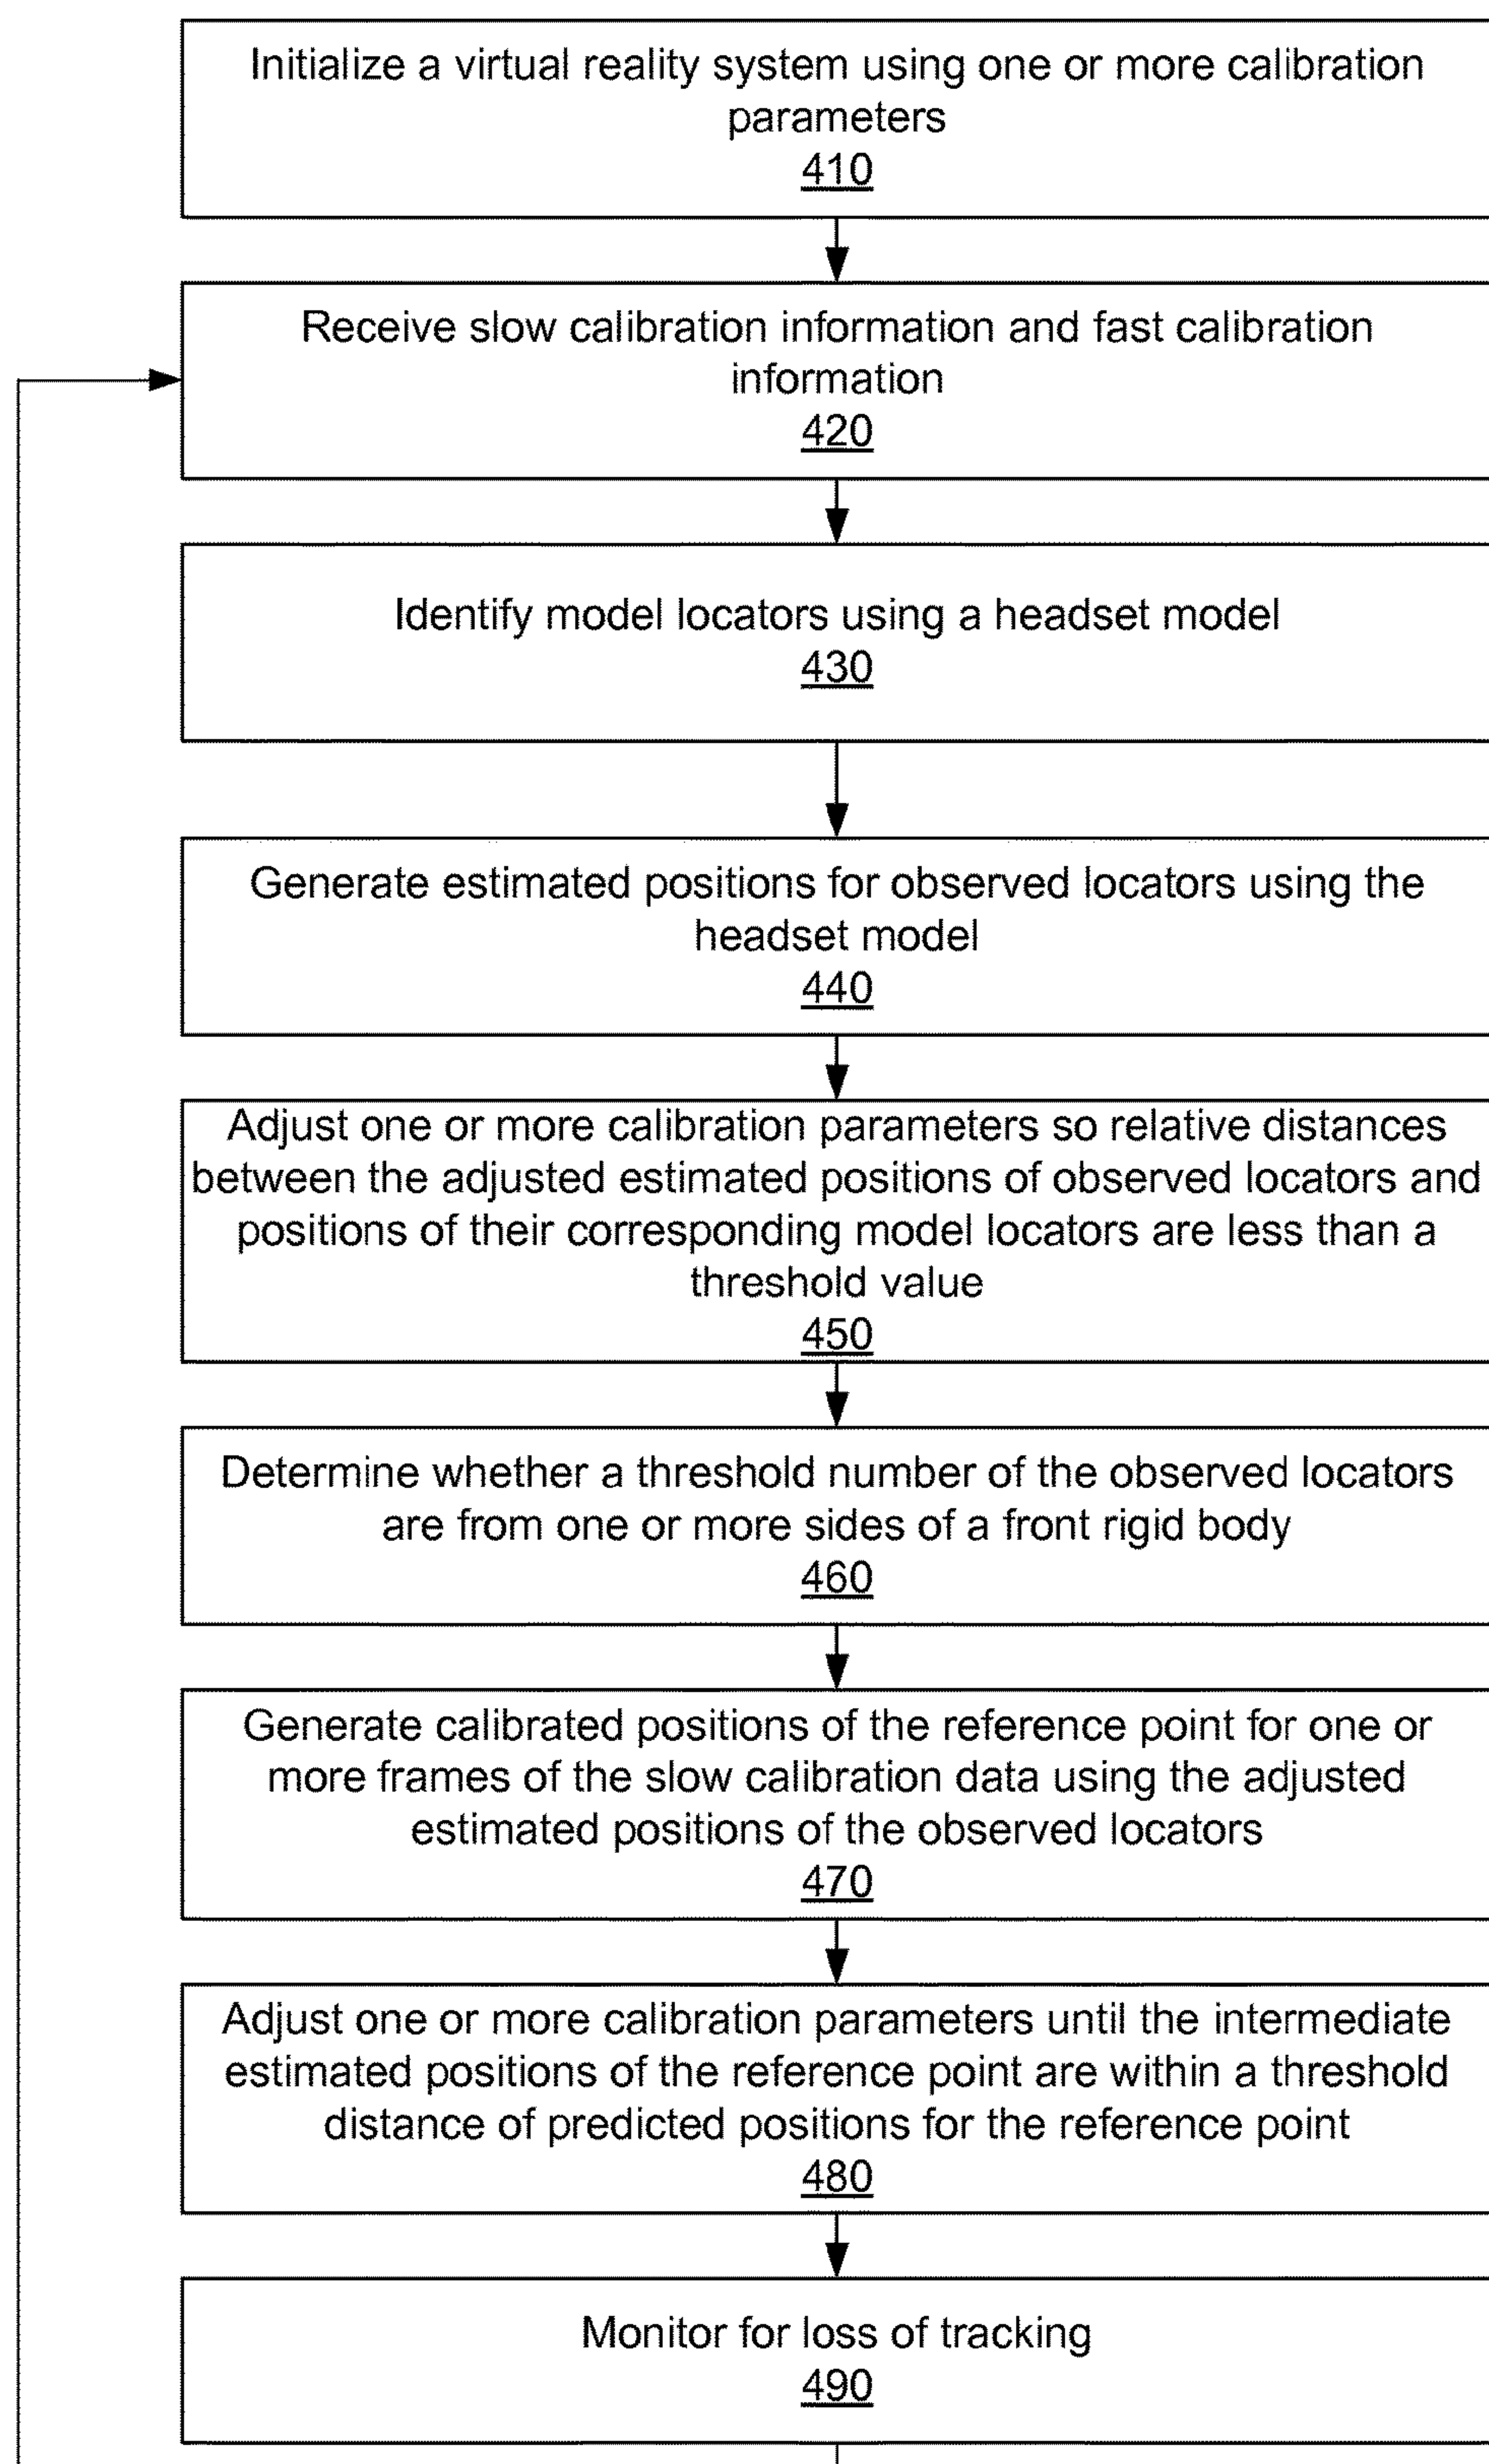 Initialize a virtual reality system using one or more calibration
parameters
410
Receive slow calibration information and fast calibration
information
420
Identify model locators using a headset model
430
Generate estimated positions for observed locators using the
headset model
440
Adjust one or more calibration parameters so relative distances
between the adjusted estimated positions of observed locators and
positions of their corresponding model locators are less than a
threshold value
450
Determine whether a threshold number of the observed locators
are from one or more sides of a front rigid body
460
Generate calibrated positions of the reference point for one or
more frames of the slow calibration data using the adjusted
estimated positions of the observed locators
470
Adjust one or more calibration parameters until the intermediate
estimated positions of the reference point are within a threshold
distance of predicted positions for the reference point
480
Monitor for loss of tracking
490